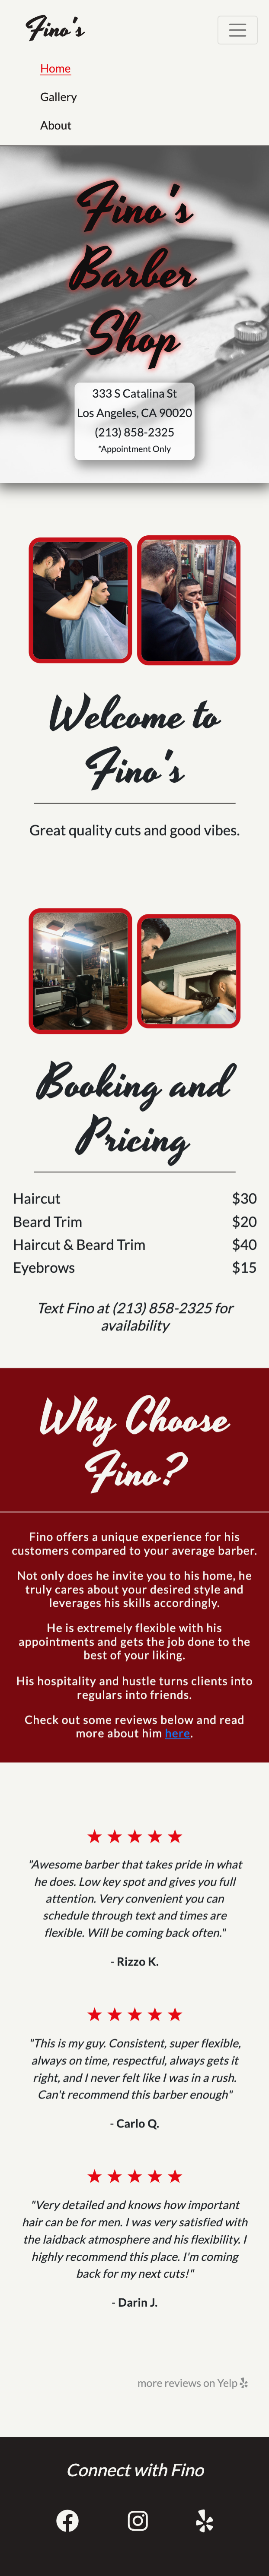 Fino's
Home
Gallery
About
Fino's
Barber
Shop
333 S Catalina St
Los Angeles, CA 90020
(213) 858-2325
*Appointment Only
Welcome to
Fino's
Great quality cuts and good vibes.
Booking and
Pricing
Haircut $30
Beard Trim $20
Haircut & Beard Trim $40
Eyebrows $15
Text Fino at (213) 858-2325 for
availability
Why Choose
Fino?
Fino offers a unique experience for his
customers compared to your average barber.
Not only does he invite you to his home, he
truly cares about your desired style and
leverages his skills accordingly.
He is extremely flexible with his
appointments and gets the job done to the
best of your liking.
His hospitality and hustle turns clients into
regulars into friends.
Check out some reviews below and read
more about him here.
"Awesome barber that takes pride in what
he does. Low key spot and gives you full
attention. Very convenient you can
schedule through text and times are
flexible. Will be coming back often."
- Rizzo K.
"This is my guy. Consistent, super flexible,
always on time, respectful, always gets it
right, and I never felt like I was in a rush.
Can't recommend this barber enough"
- Carlo Q.
"Very detailed and knows how important
hair can be for men. I was very satisfied with
the laidback atmosphere and his flexibility. I
highly recommend this place. I'm coming
back for my next cuts!"
- Darin J.
more reviews on Yelp
Connect with Fino